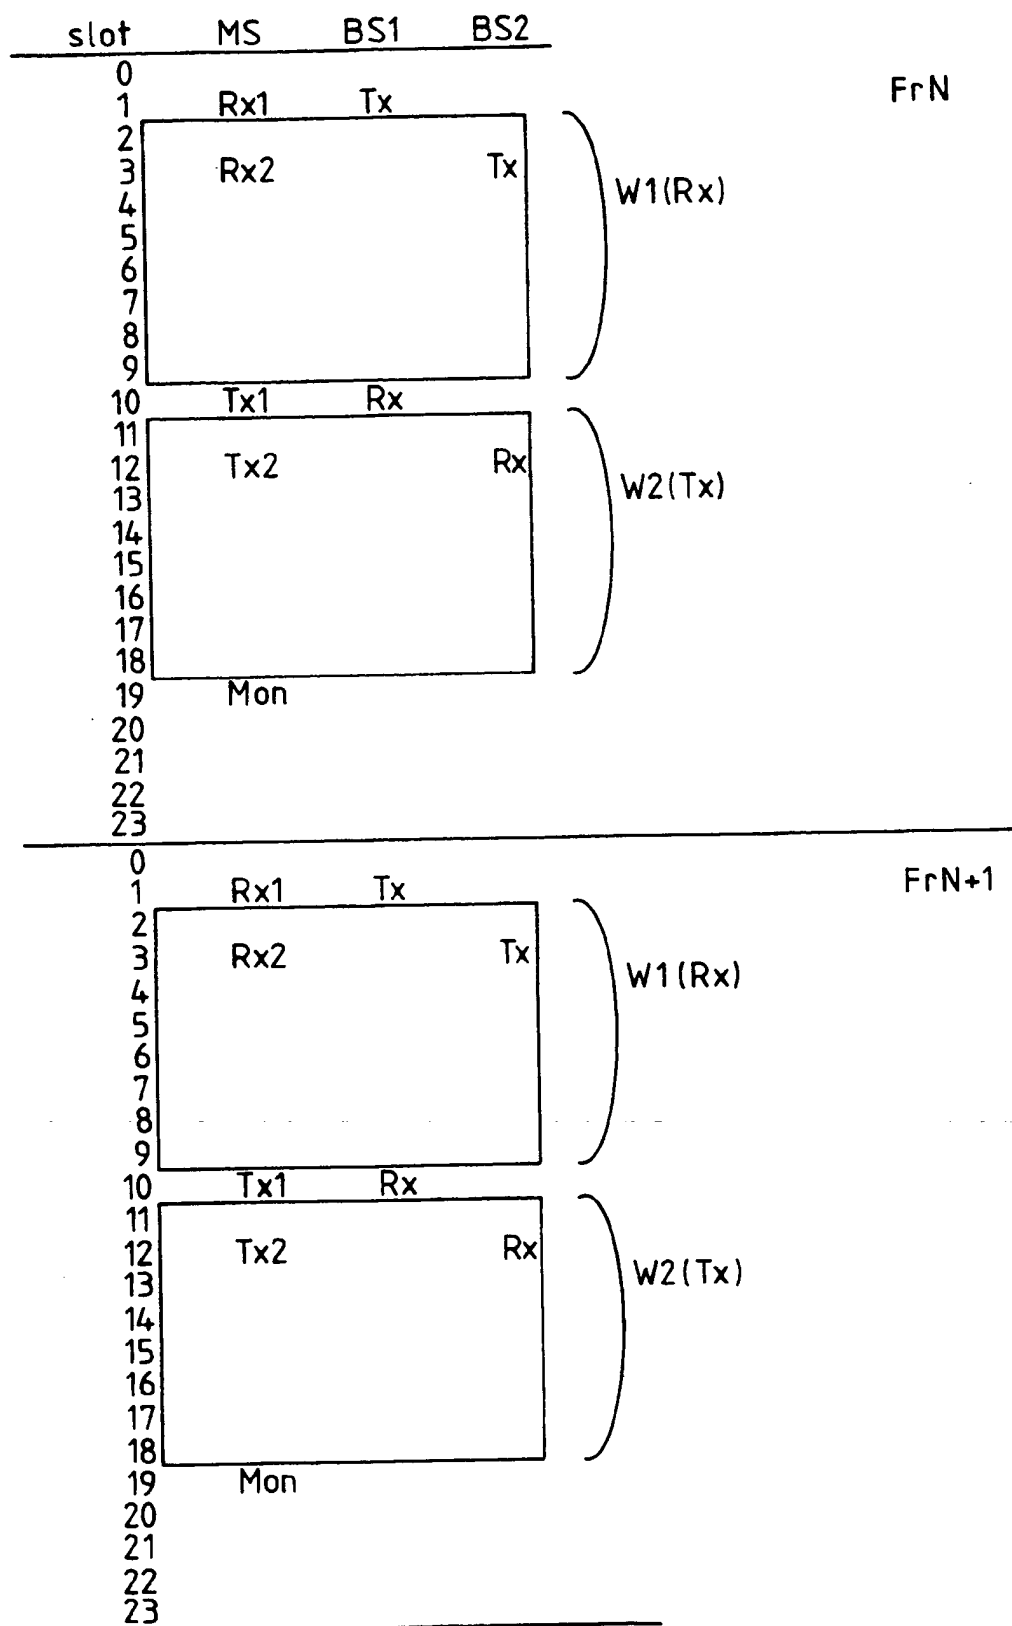 slot MS BS1 BS2
0
FrN
1 Rx1 Tx
2
3 Rx2 Tx
W1(Rx)
4
5
6
7
8
9
10 Tx1 Rx
11
12 Tx2 Rx
W2(Tx)
13
14
15
16
17
18
19 Mon
20
21
22
23
0
FrN+1
1 Rx1 Tx
2
3 Rx2 Tx
W1(Rx)
4
5
6
7
8
9
10 Tx1 Rx
11
12 Tx2 Rx
W2(Tx)
13
14
15
16
17
18
19 Mon
20
21
22
23